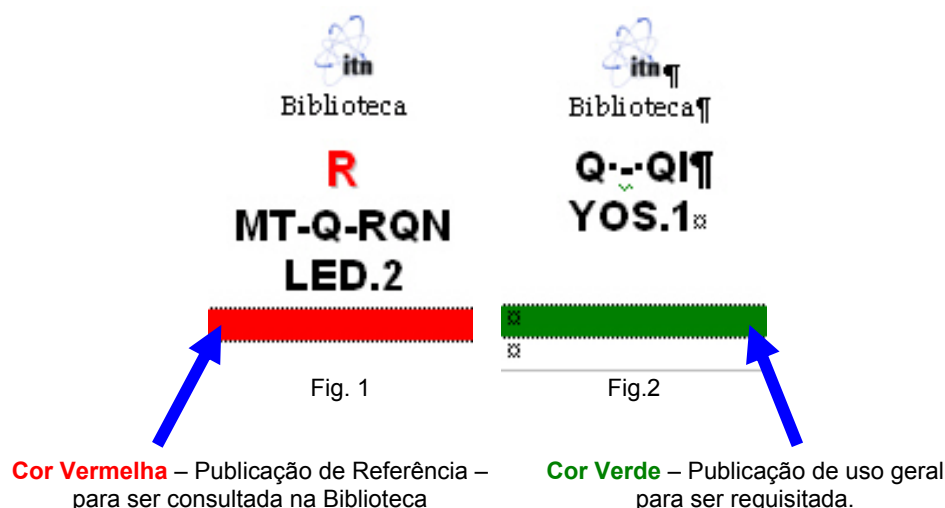 itn
Biblioteca
R
MT-Q-RQN
LED.2
Fig. 1
itn¶
Biblioteca¶
Q·-·QI¶
YOS.1¤
¤
¤
Fig.2
Cor Vermelha – Publicação de Referência –
para ser consultada na Biblioteca
Cor Verde – Publicação de uso geral
para ser requisitada.